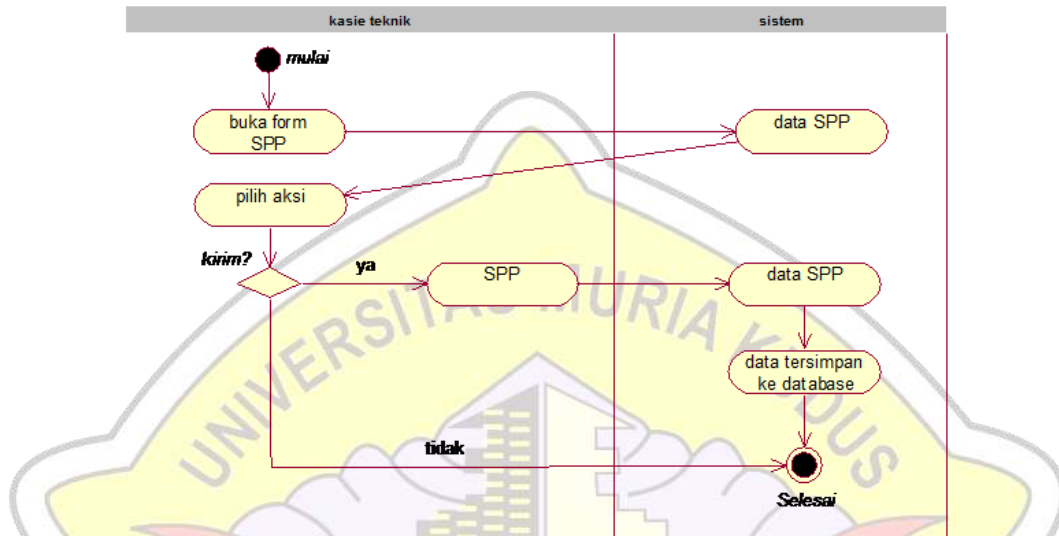 kasie teknik
sistem
mulai
buka form
SPP
data SPP
pilih aksi
kirim?
ya
SPP
data SPP
data tersimpan
ke database
tidak
Selesai
UNIVERSITAS MURIA KUDUS